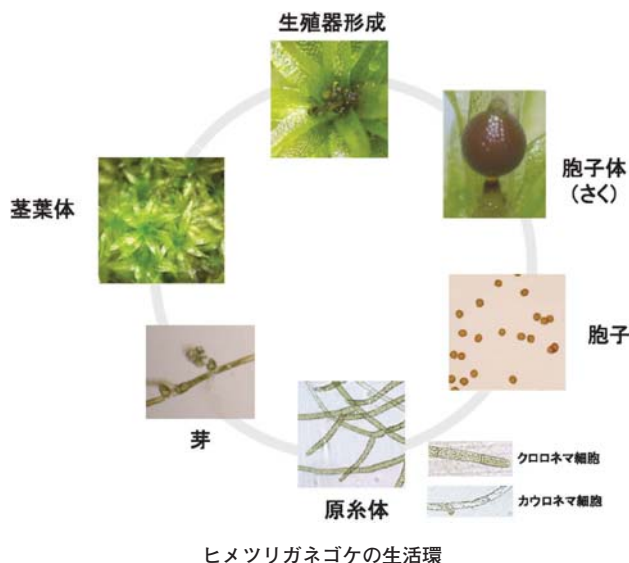 生殖器形成
胞子体
(さく)
茎葉体
胞子
芽
クロロネマ細胞
カウロネマ細胞
原糸体
ヒメツリガネゴケの生活環